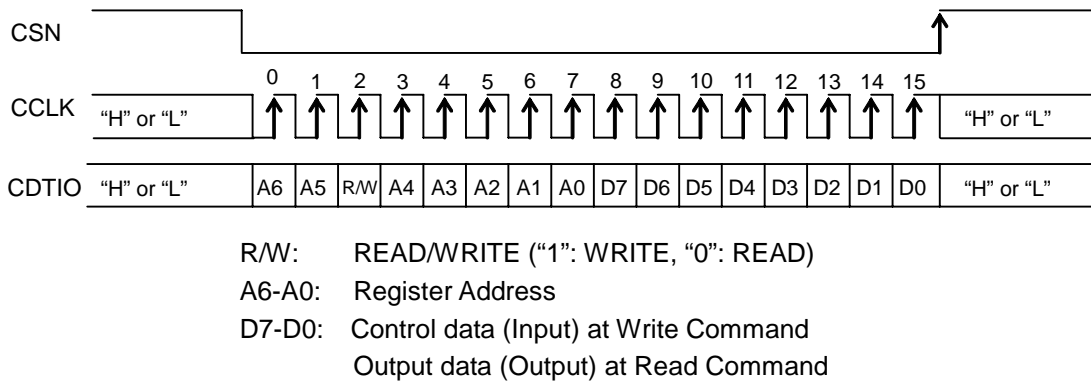 CSN
0 1 2 3 4 5 6 7 8 9 10 11 12 13 14 15
CCLK “H” or “L” “H” or “L”
CDTIO “H” or “L” A6 A5 R/W A4 A3 A2 A1 A0 D7 D6 D5 D4 D3 D2 D1 D0 “H” or “L”
R/W: READ/WRITE (“1”: WRITE, “0”: READ)
A6-A0: Register Address
D7-D0: Control data (Input) at Write Command
Output data (Output) at Read Command